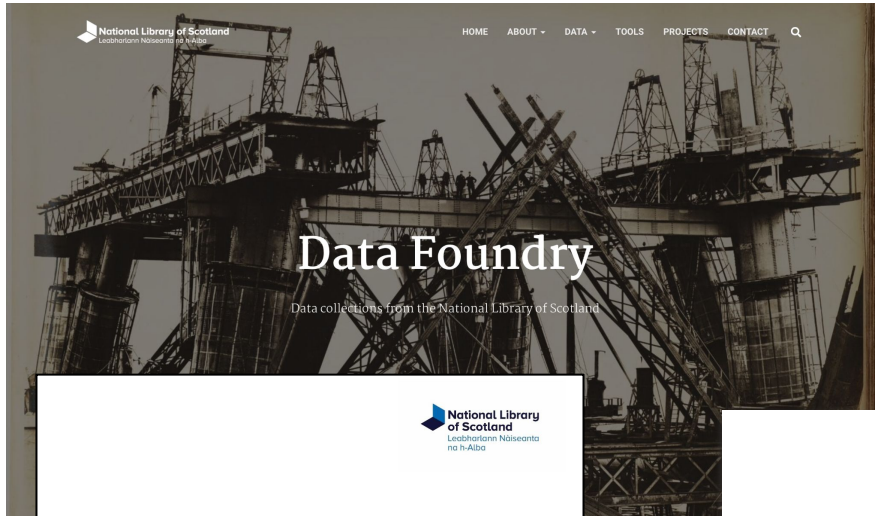 National Library of Scotland
Leabharlann Nàiseanta na h-Alba
HOME ABOUT DATA TOOLS PROJECTS CONTACT
Data Foundry
Data collections from the National Library of Scotland
National Library
of Scotland
Leabharlann Nàiseanta
na h-Alba